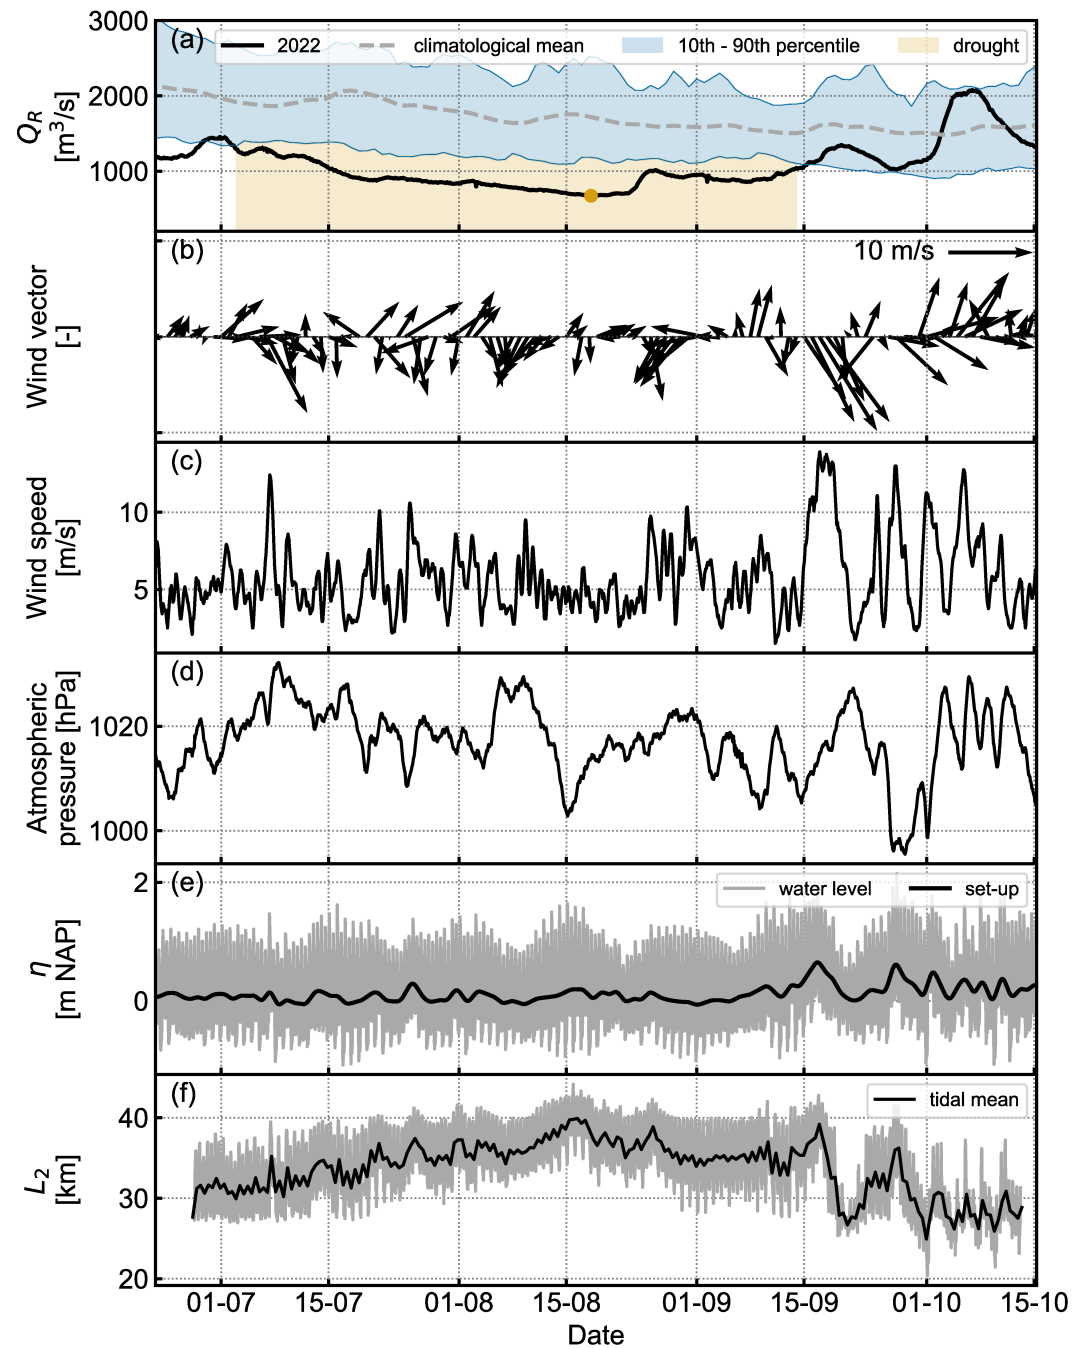 3000
2000
1000
Q_R
[m³/s]
(a)
2022
climatological mean
10th - 90th percentile
drought
Wind vector
[-]
(b)
10 m/s
Wind speed
[m/s]
10
5
(c)
Atmospheric
pressure [hPa]
1020
1000
(d)
η
[m NAP]
2
0
(e)
water level
set-up
L₂
[km]
40
30
20
(f)
tidal mean
01-07
15-07
01-08
15-08
01-09
15-09
01-10
15-10
Date